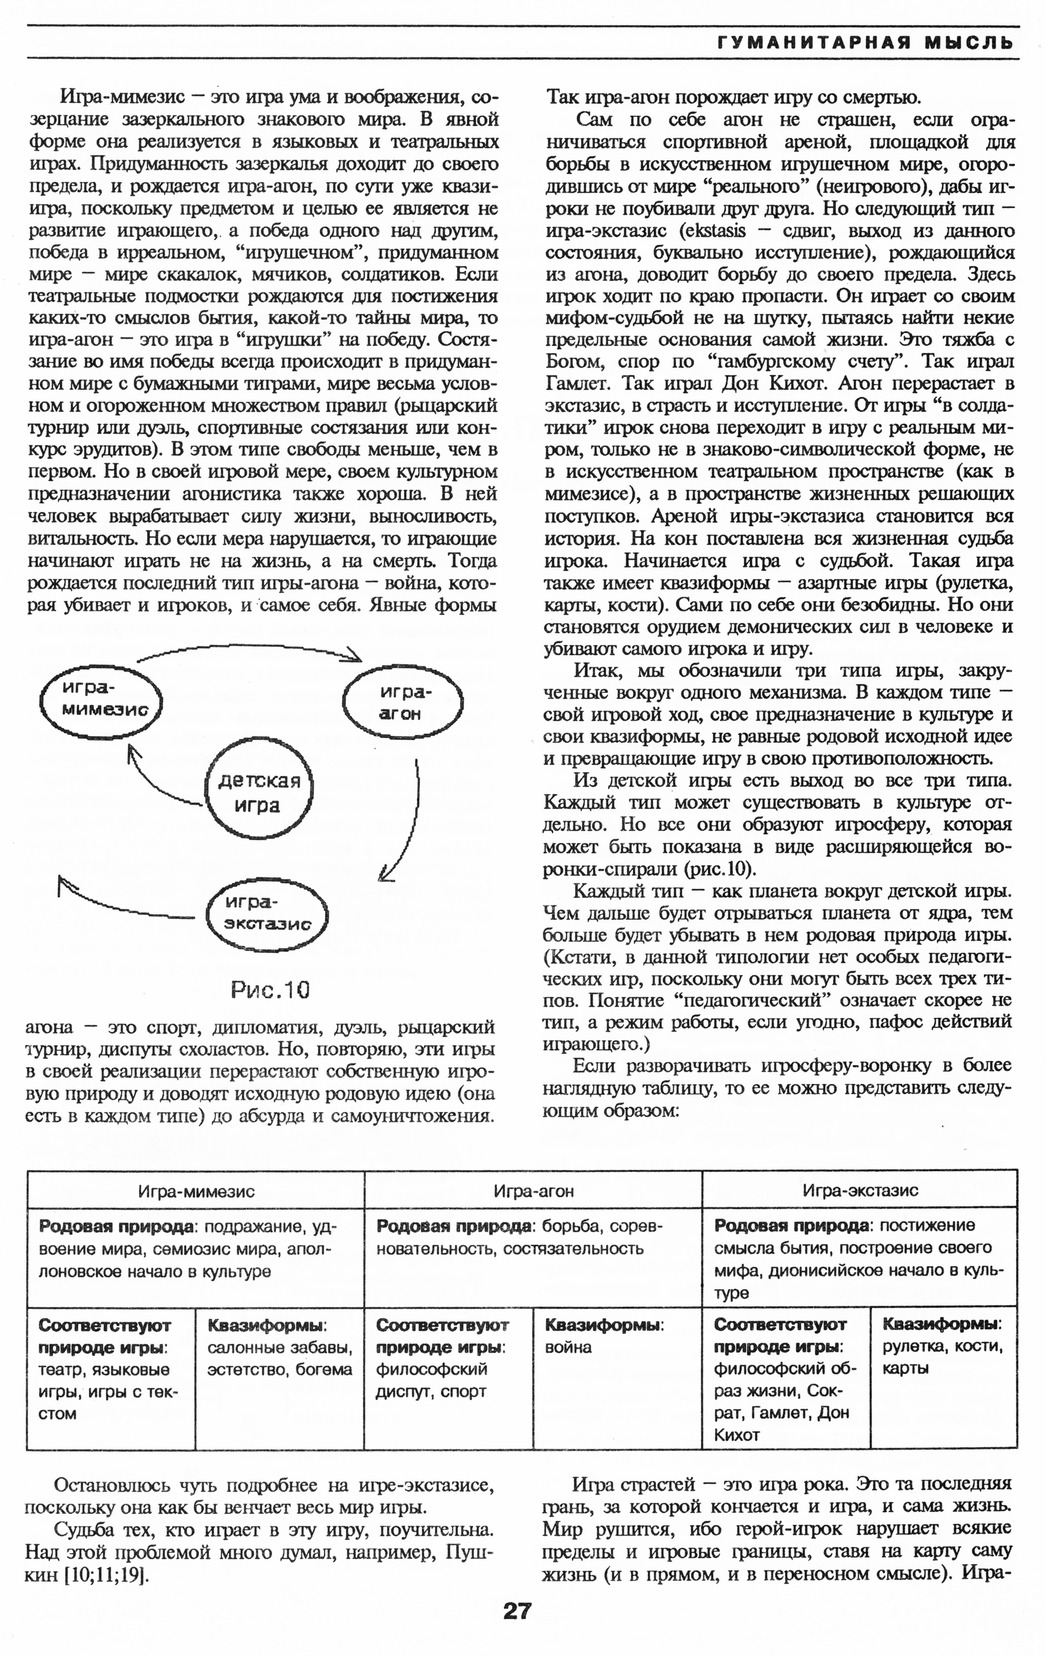 ГУМАНИТАРНАЯ МЫСЛЬ
Игра-мимезис — это игра ума и воображения, со-
зерцание зазеркального знакового мира. В явной
форме она реализуется в языковых и театральных
играх. Придуманность зазеркалья доходит до своего
предела, и рождается игра-агон, по сути уже квази-
игра, поскольку предметом и целью ее является не
развитие играющего, а победа одного над другим,
победа в ирреальном, “игрушечном”, придуманном
мире — мире скакалок, мячиков, солдатиков. Если
театральные подмостки рождаются для постижения
каких-то смыслов бытия, какой-то тайны мира, то
игра-агон — это игра в “игрушки” на победу. Состя-
зание во имя победы всегда происходит в придуман-
ном мире с бумажными тиграми, мире весьма услов-
ном и огороженном множеством правил (рыцарский
турнир или дуэль, спортивные состязания или кон-
курс эрудитов). В этом типе свободы меньше, чем в
первом. Но в своей игровой мере, своем культурном
предназначении агонистика также хороша. В ней
человек вырабатывает силу жизни, выносливость,
витальность. Но если мера нарушается, то играющие
начинают играть не на жизнь, а на смерть. Тогда
рождается последний тип игры-агона — война, кото-
рая убивает и игроков, и самое себя. Явные формы
игра-
мимезис
игра-
агон
детская
игра
игра-
экстазис
Рис.10
агона — это спорт, дипломатия, дуэль, рыцарский
турнир, диспуты схоластов. Но, повторяю, эти игры
в своей реализации перерастают собственную игро-
вую природу и доводят исходную родовую идею (она
есть в каждом типе) до абсурда и самоуничтожения.
Так игра-агон порождает игру со смертью.
Сам по себе агон не страшен, если огра-
ничиваться спортивной ареной, площадкой для
борьбы в искусственном игрушечном мире, огоро-
дившись от мире “реального” (неигрового), дабы иг-
роки не поубивали друг друга. Но следующий тип —
игра-экстазис (ekstasis — сдвиг, выход из данного
состояния, буквально исступление), рождающийся
из агона, доводит борьбу до своего предела. Здесь
игрок ходит по краю пропасти. Он играет со своим
мифом-судьбой не на шутку, пытаясь найти некие
предельные основания самой жизни. Это тяжба с
Богом, спор по “гамбургскому счету”. Так играл
Гамлет. Так играл Дон Кихот. Агон перерастает в
экстазис, в страсть и исступление. От игры “в солда-
тики” игрок снова переходит в игру с реальным ми-
ром, только не в знаково-символической форме, не
в искусственном театральном пространстве (как в
мимезисе), а в пространстве жизненных решающих
поступков. Ареной игры-экстазиса становится вся
история. На кон поставлена вся жизненная судьба
игрока. Начинается игра с судьбой. Такая игра
также имеет квазиформы — азартные игры (рулетка,
карты, кости). Сами по себе они безобидны. Но они
становятся орудием демонических сил в человеке и
убивают самого игрока и игру.
Итак, мы обозначили три типа игры, закру-
ченные вокруг одного механизма. В каждом типе —
свой игровой ход, свое предназначение в культуре и
свои квазиформы, не равные родовой исходной идее
и превращающие игру в свою противоположность.
Из детской игры есть выход во все три типа.
Каждый тип может существовать в культуре от-
дельно. Но все они образуют игросферу, которая
может быть показана в виде расширяющейся во-
ронки-спирали (рис.10).
Каждый тип — как планета вокруг детской игры.
Чем дальше будет отрываться планета от ядра, тем
больше будет убывать в нем родовая природа игры.
(Кстати, в данной типологии нет особых педагоги-
ческих игр, поскольку они могут быть всех трех ти-
пов. Понятие “педагогический” означает скорее не
тип, а режим работы, если угодно, пафос действий
играющего.)
Если разворачивать игросферу-воронку в более
наглядную таблицу, то ее можно представить следу-
ющим образом:
Игра-мимезис
Игра-агон
Игра-экстазис
Родовая природа: подражание, уд-
воение мира, семиозис мира, апол-
лоновское начало в культуре
Родовая природа: борьба, сорев-
новательность, состязательность
Родовая природа: постижение
смысла бытия, построение своего
мифа, дионисийское начало в куль-
туре
Соответствуют
природе игры:
театр, языковые
игры, игры с тек-
стом
Квазиформы:
салонные забавы,
эстетство, богема
Соответствуют
природе игры:
философский
диспут, спорт
Квазиформы:
война
Соответствуют
природе игры:
философский об-
раз жизни, Сок-
рат, Гамлет, Дон
Кихот
Квазиформы:
рулетка, кости,
карты
Остановлюсь чуть подробнее на игре-экстазисе,
поскольку она как бы венчает весь мир игры.
Судьба тех, кто играет в эту игру, поучительна.
Над этой проблемой много думал, например, Пуш-
кин [10;11;19].
Игра страстей — это игра рока. Это та последняя
грань, за которой кончается и игра, и сама жизнь.
Мир рушится, ибо герой-игрок нарушает всякие
пределы и игровые границы, ставя на карту саму
жизнь (и в прямом, и в переносном смысле). Игра-
27